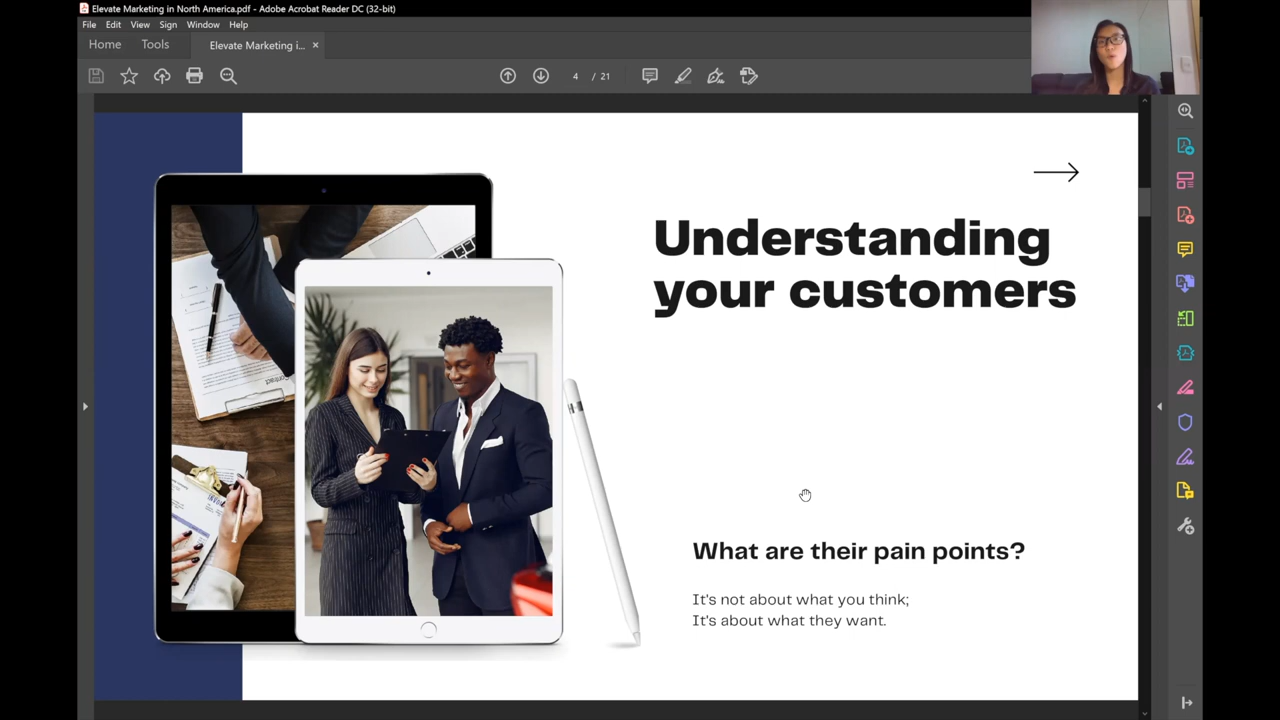 Elevate Marketing in North America.pdf - Adobe Acrobat Reader DC (32-bit)
File Edit View Sign Window Help
Home Tools Elevate Marketing i... ×
4 / 21
Understanding
your customers
What are their pain points?
It's not about what you think;
It's about what they want.
Contract